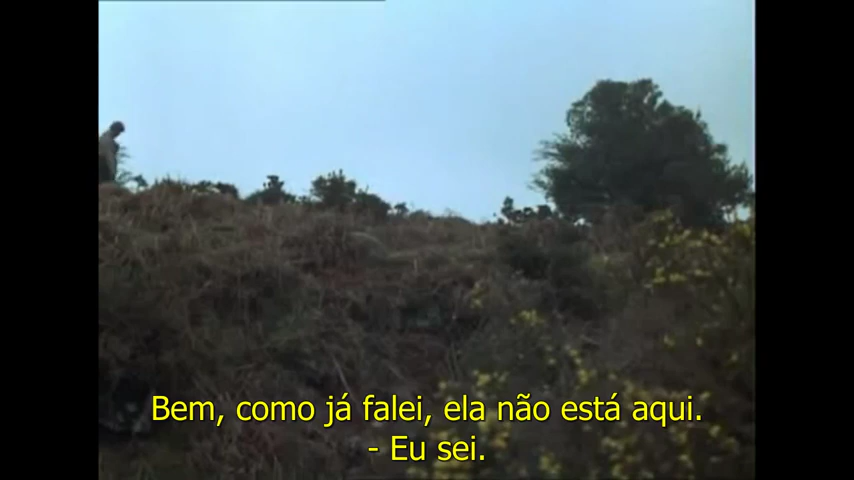 Bem, como já falei, ela não está aqui.
- Eu sei.